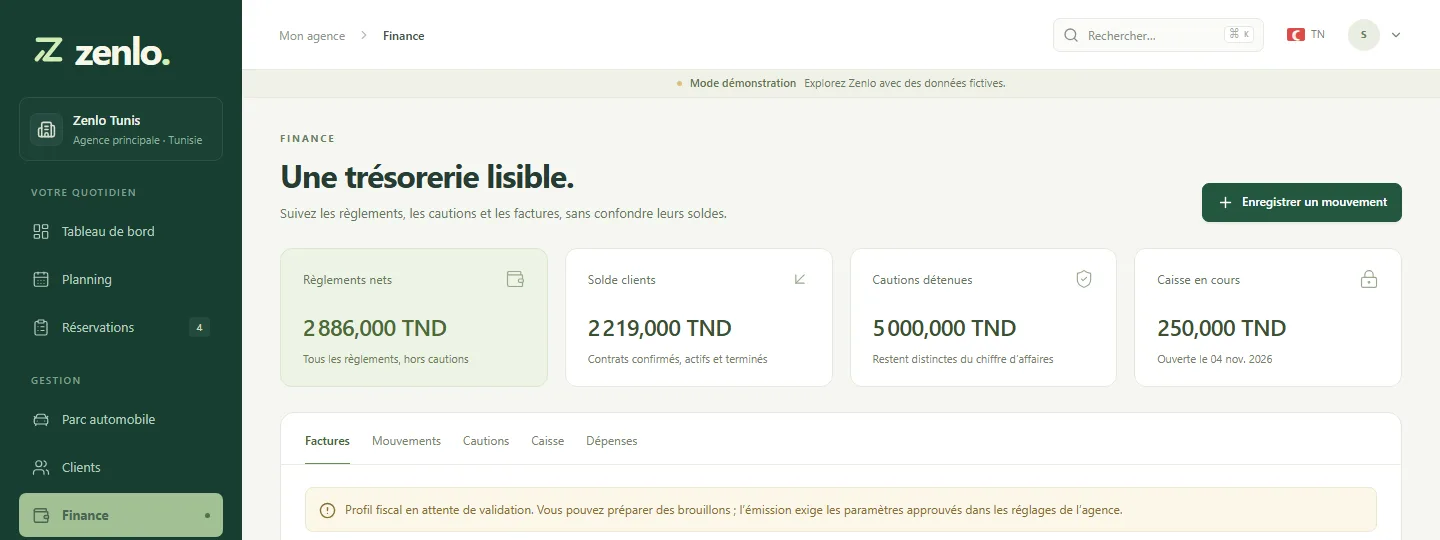 zenlo.
Zenlo Tunis
Agence principale · Tunisie
VOTRE QUOTIDIEN
Tableau de bord
Planning
Réservations 4
GESTION
Parc automobile
Clients
Finance
Mon agence > Finance
Rechercher... ⌘ K
TN
S
Mode démonstration Explorez Zenlo avec des données fictives.
FINANCE
Une trésorerie lisible.
Suivez les règlements, les cautions et les factures, sans confondre leurs soldes.
+ Enregistrer un mouvement
Règlements nets
2 886,000 TND
Tous les règlements, hors cautions
Solde clients
2 219,000 TND
Contrats confirmés, actifs et terminés
Cautions détenues
5 000,000 TND
Restent distinctes du chiffre d'affaires
Caisse en cours
250,000 TND
Ouverte le 04 nov. 2026
Factures Mouvements Cautions Caisse Dépenses
Profil fiscal en attente de validation. Vous pouvez préparer des brouillons ; l'émission exige les paramètres approuvés dans les réglages de l'agence.